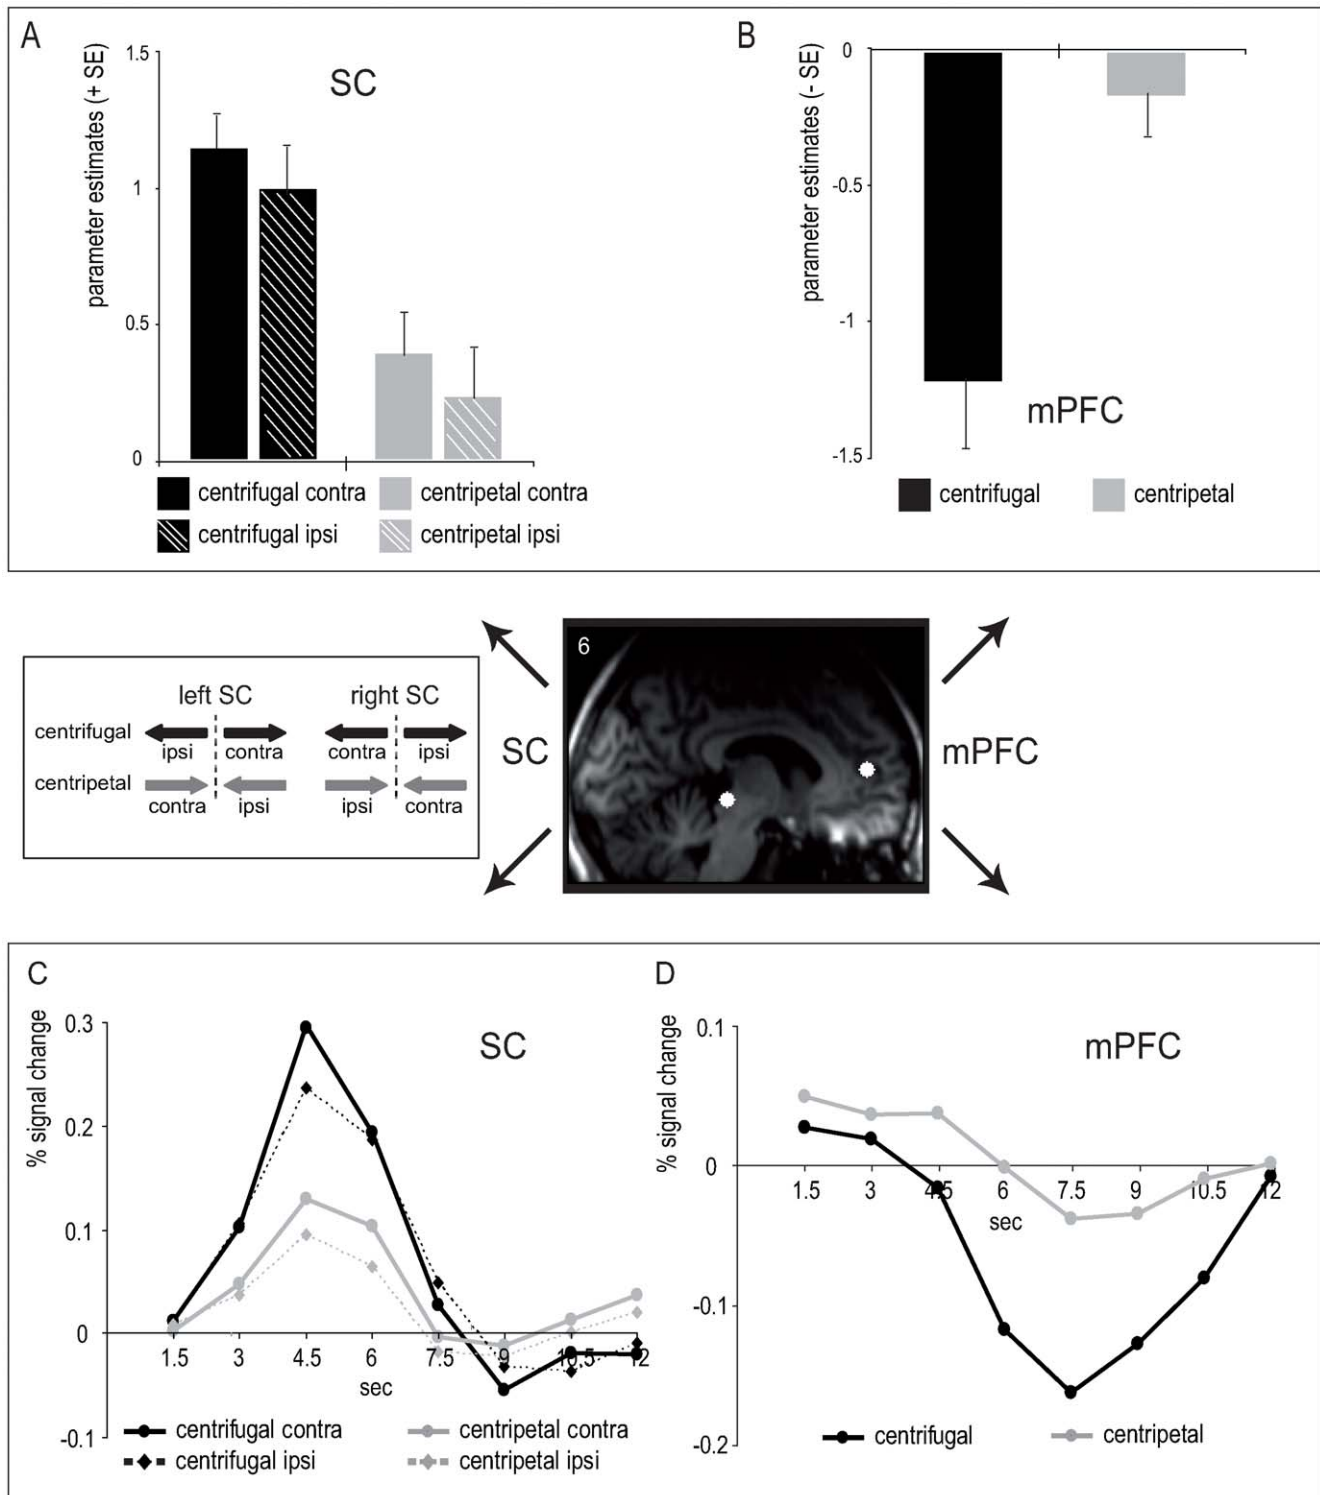 A
B
parameter estimates (+ SE)
1.5
1
0.5
0
SC
centrifugal contra
centripetal contra
centrifugal ipsi
centripetal ipsi
parameter estimates (- SE)
0
-0.5
-1
-1.5
mPFC
centrifugal
centripetal
left SC
right SC
centrifugal
ipsi
contra
contra
ipsi
centripetal
contra
ipsi
ipsi
contra
SC
6
mPFC
C
D
% signal change
0.3
0.2
0.1
0
-0.1
SC
1.5
3
4.5
6
7.5
9
10.5
12
sec
centrifugal contra
centripetal contra
centrifugal ipsi
centripetal ipsi
% signal change
0.1
0
-0.1
-0.2
mPFC
1.5
3
4.5
6
7.5
9
10.5
12
sec
centrifugal
centripetal